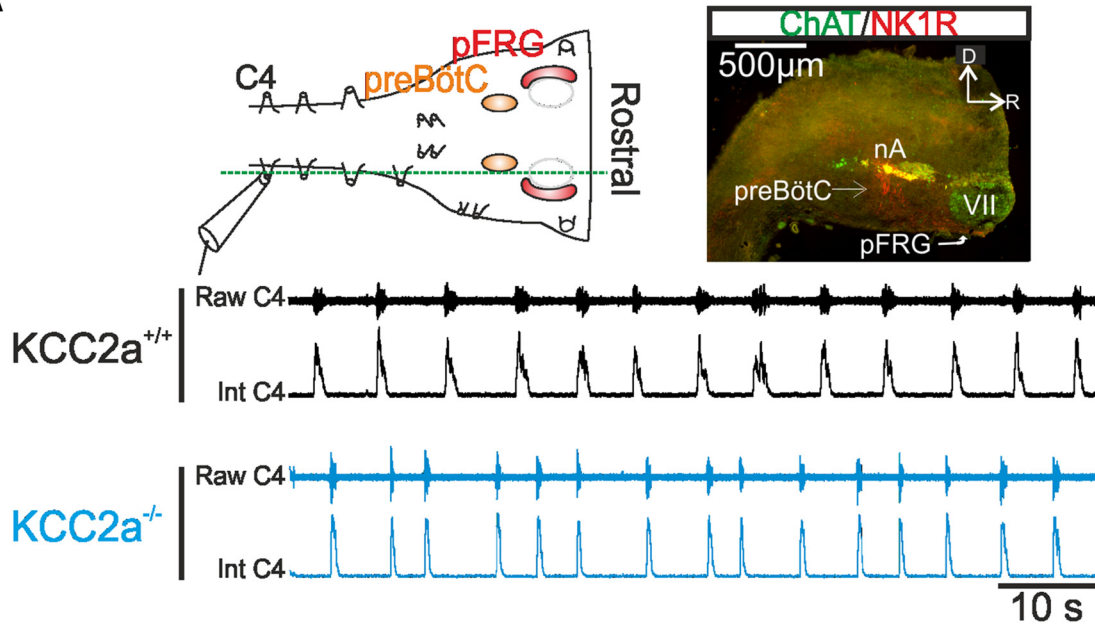 ChAT/NK1R
500μm
D
R
nA
preBötC
VII
pFRG
pFRG
preBötC
C4
Rostral
KCC2a+/+
Raw C4
Int C4
KCC2a-/-
Raw C4
Int C4
10 s